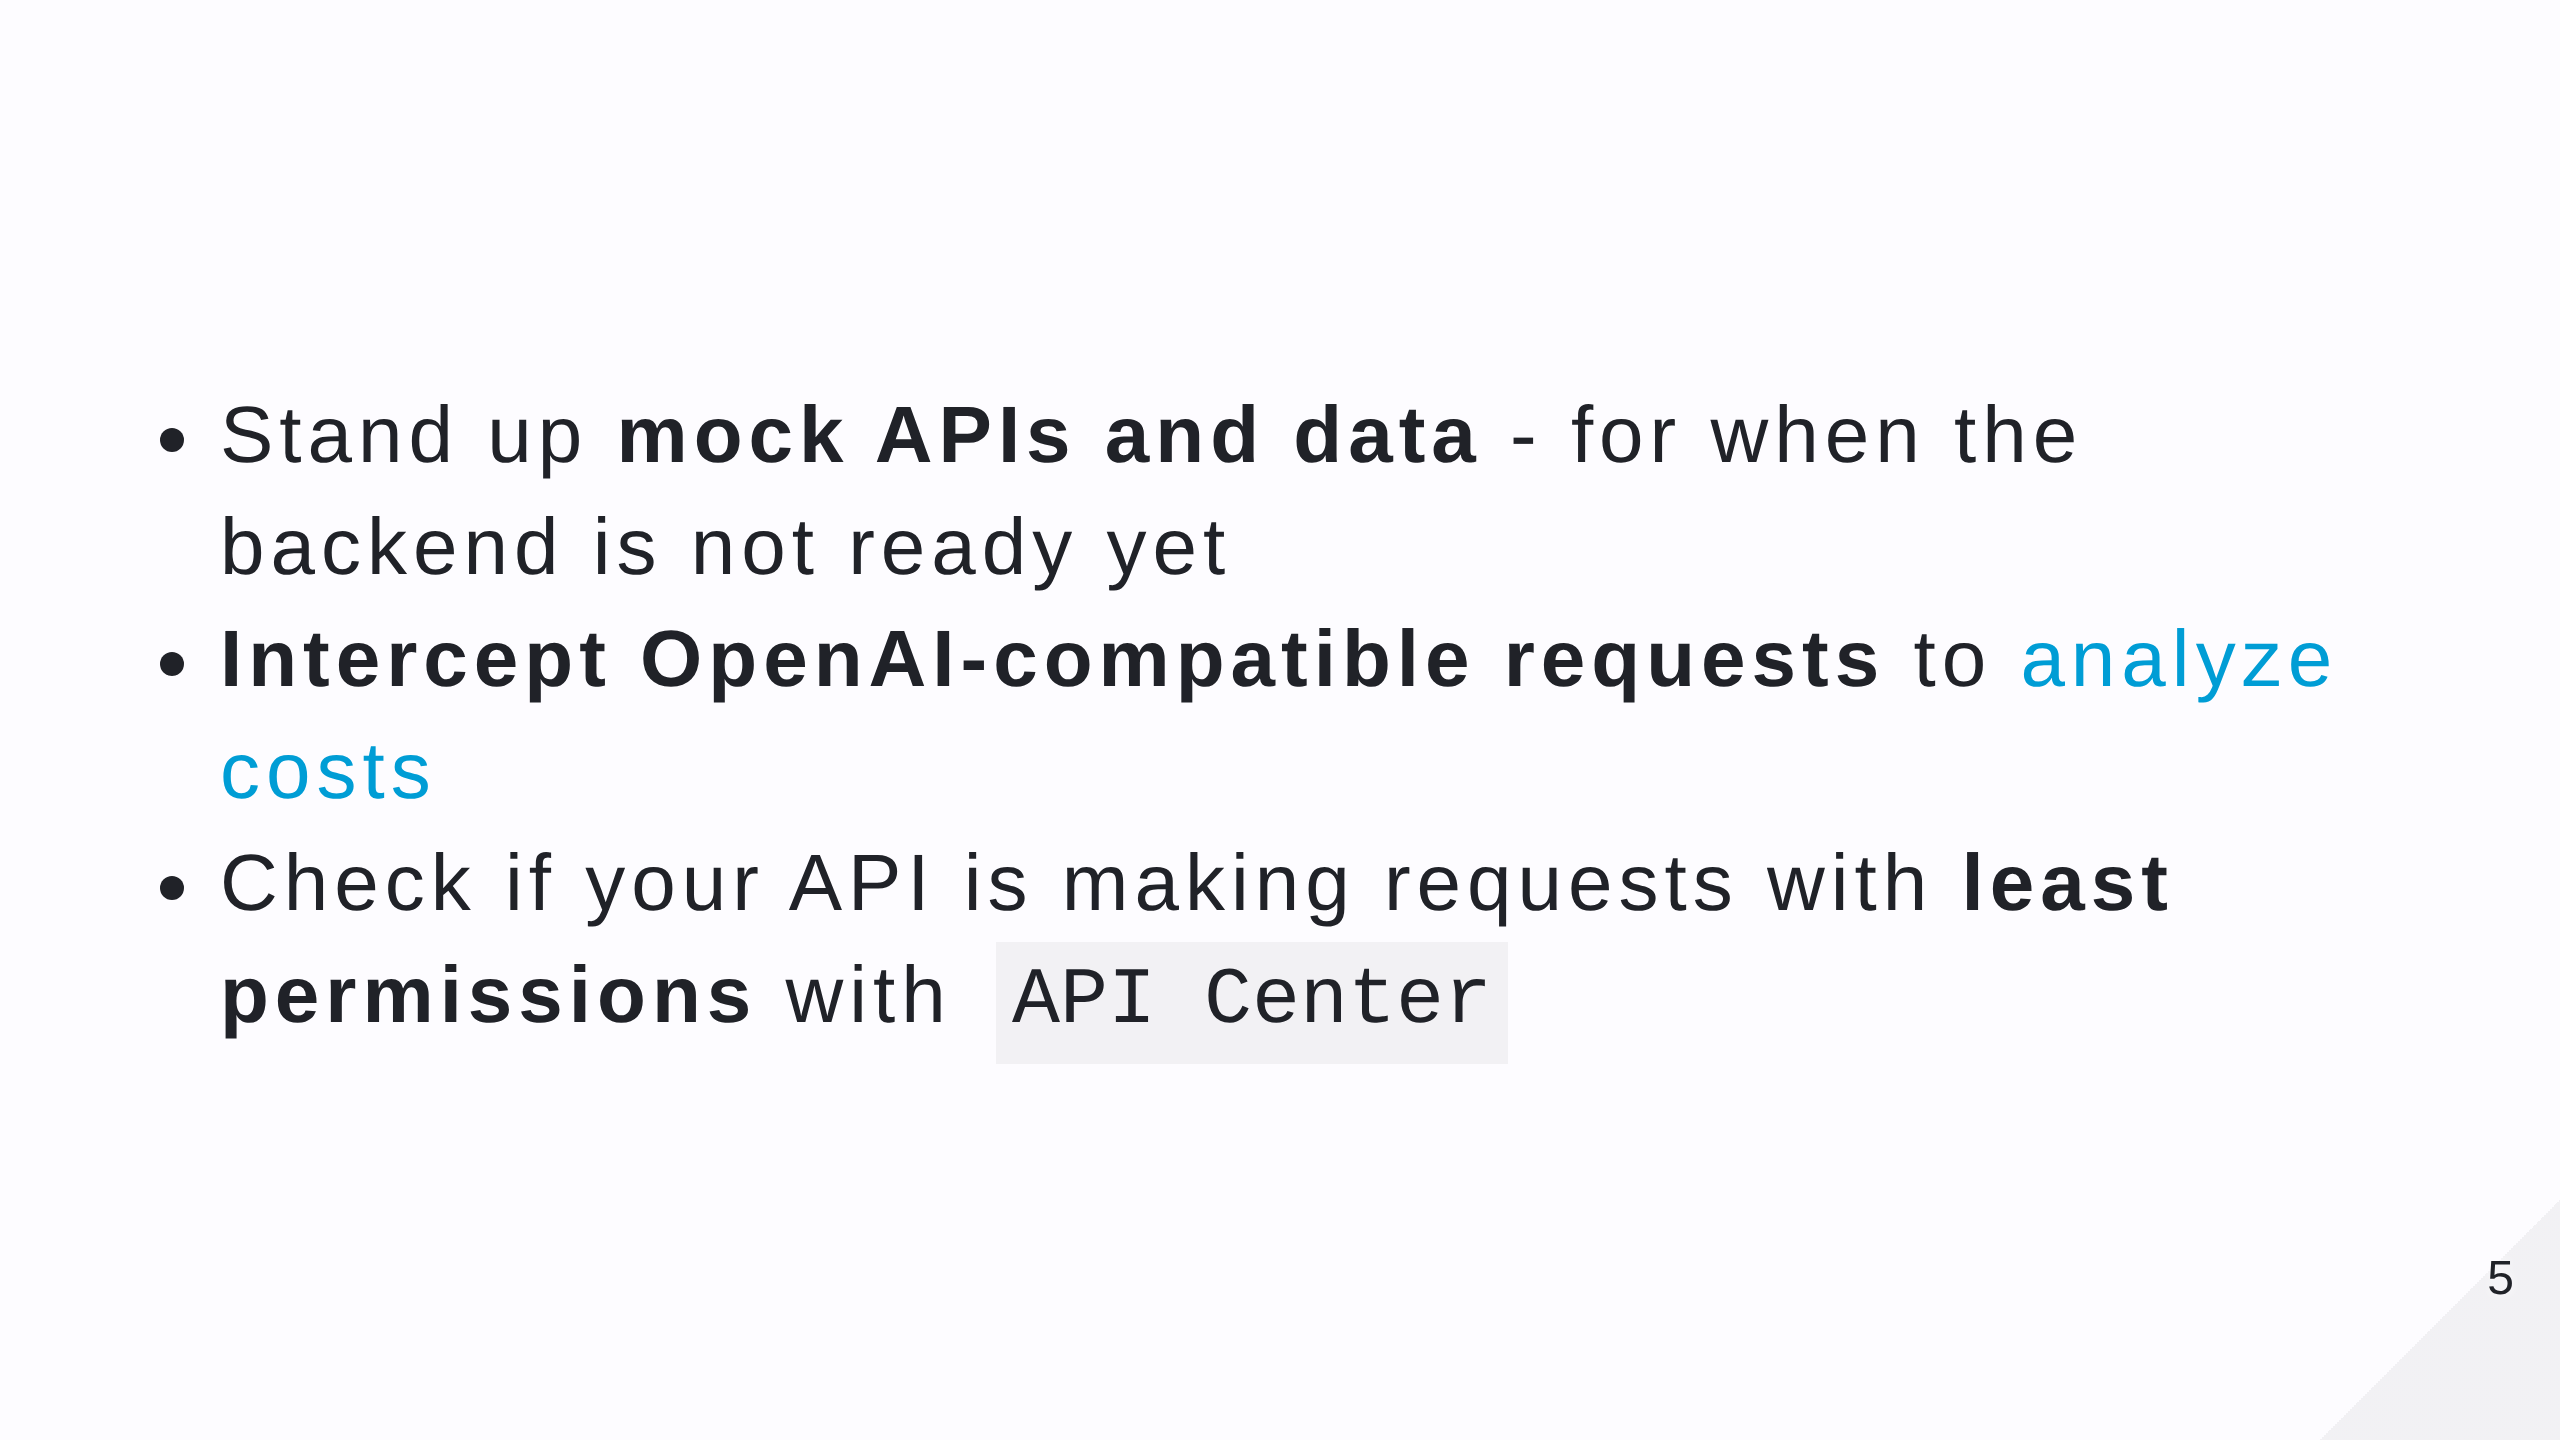 • Stand up mock APIs and data - for when the
backend is not ready yet
• Intercept OpenAI-compatible requests to analyze
costs
• Check if your API is making requests with least
permissions with API Center
5